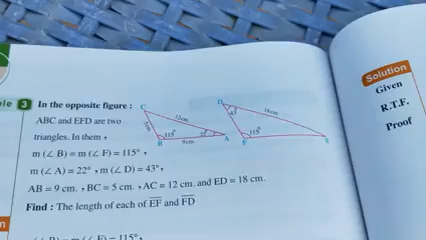 Example 3 In the opposite figure :
ABC and EFD are two
triangles. In them ,
m (∠ B) = m (∠ F) = 115° ,
m (∠ A) = 22° , m (∠ D) = 43° ,
AB = 9 cm. , BC = 5 cm. , AC = 12 cm. and ED = 18 cm.
Find : The length of each of EF and FD
C
12cm
115°
A
B
9cm
D
43°
18cm
115°
F
E
Solution
Given
R.T.F.
Proof